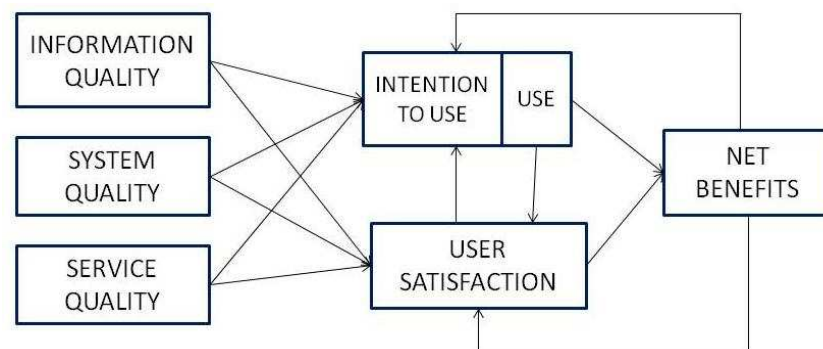 INFORMATION
QUALITY
SYSTEM
QUALITY
SERVICE
QUALITY
INTENTION
TO USE
USE
USER
SATISFACTION
NET
BENEFITS